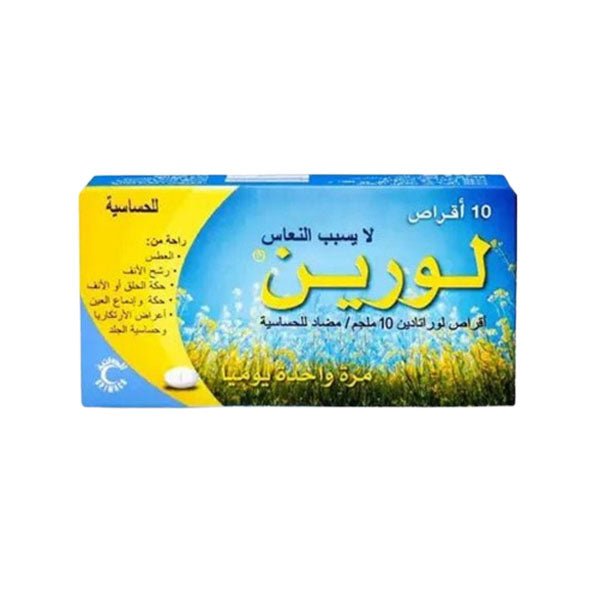 10 أقراص
لا يسبب النعاس
لورين
أقراص لوراتادين 10 ملجم/ مضاد للحساسية
مرة واحدة يوميا
للحساسية
راحة من:
• العطس
• رشح الأنف
• حكة الحلق أو الأنف
• حكة وإدماع العين
• أعراض الأرتكاريا
وحساسية الجلد